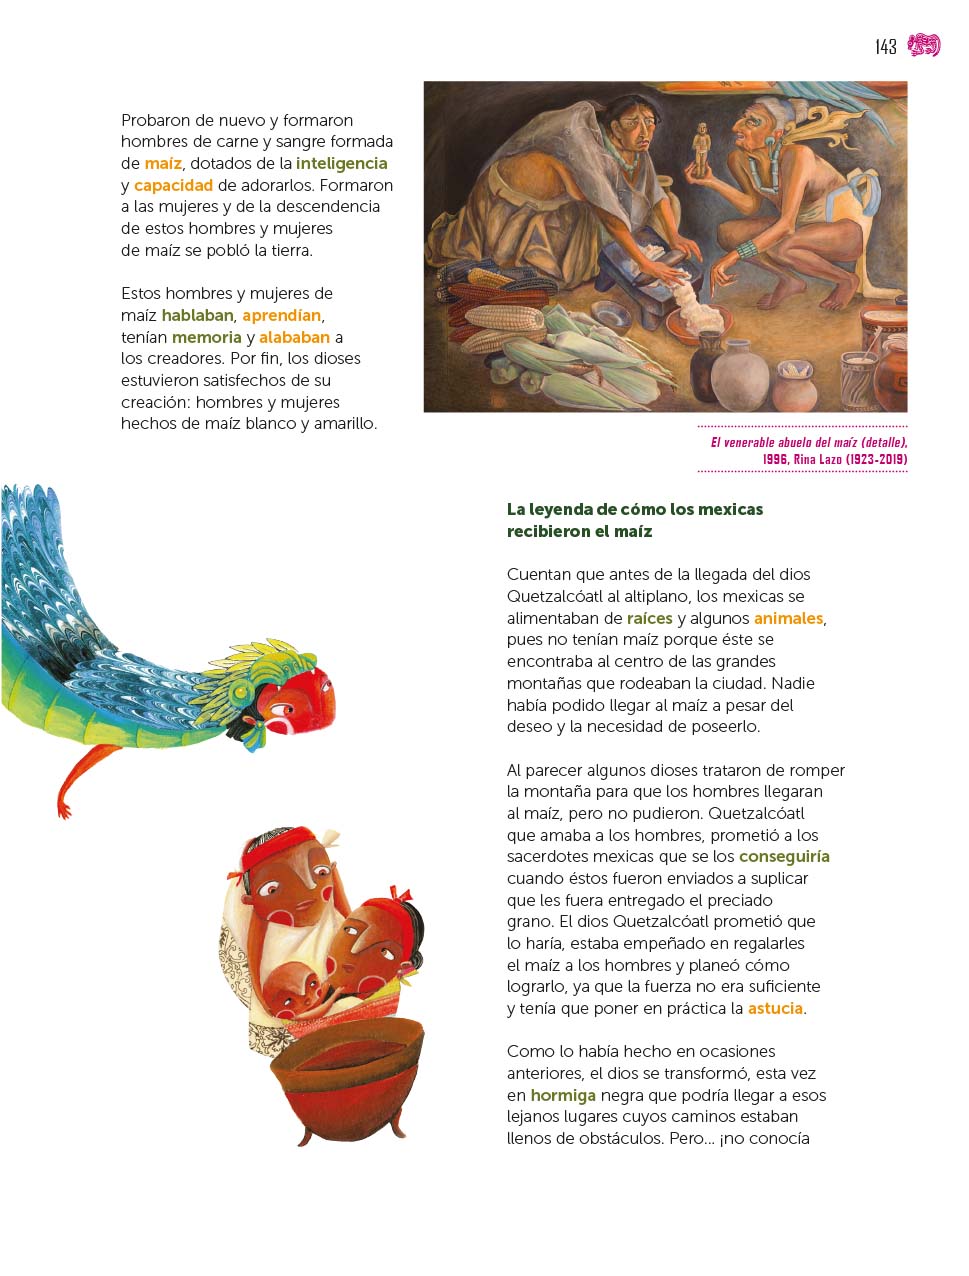 143
Probaron de nuevo y formaron
hombres de carne y sangre formada
de maíz, dotados de la inteligencia
y capacidad de adorarlos. Formaron
a las mujeres y de la descendencia
de estos hombres y mujeres
de maíz se pobló la tierra.
Estos hombres y mujeres de
maíz hablaban, aprendían,
tenían memoria y alababan a
los creadores. Por fin, los dioses
estuvieron satisfechos de su
creación: hombres y mujeres
hechos de maíz blanco y amarillo.
El venerable abuelo del maíz (detalle),
1996, Rina Lazo (1923-2019)
La leyenda de cómo los mexicas
recibieron el maíz
Cuentan que antes de la llegada del dios
Quetzalcóatl al altiplano, los mexicas se
alimentaban de raíces y algunos animales,
pues no tenían maíz porque éste se
encontraba al centro de las grandes
montañas que rodeaban la ciudad. Nadie
había podido llegar al maíz a pesar del
deseo y la necesidad de poseerlo.
Al parecer algunos dioses trataron de romper
la montaña para que los hombres llegaran
al maíz, pero no pudieron. Quetzalcóatl
que amaba a los hombres, prometió a los
sacerdotes mexicas que se los conseguiría
cuando éstos fueron enviados a suplicar
que les fuera entregado el preciado
grano. El dios Quetzalcóatl prometió que
lo haría, estaba empeñado en regalarles
el maíz a los hombres y planeó cómo
lograrlo, ya que la fuerza no era suficiente
y tenía que poner en práctica la astucia.
Como lo había hecho en ocasiones
anteriores, el dios se transformó, esta vez
en hormiga negra que podría llegar a esos
lejanos lugares cuyos caminos estaban
llenos de obstáculos. Pero... ¡no conocía